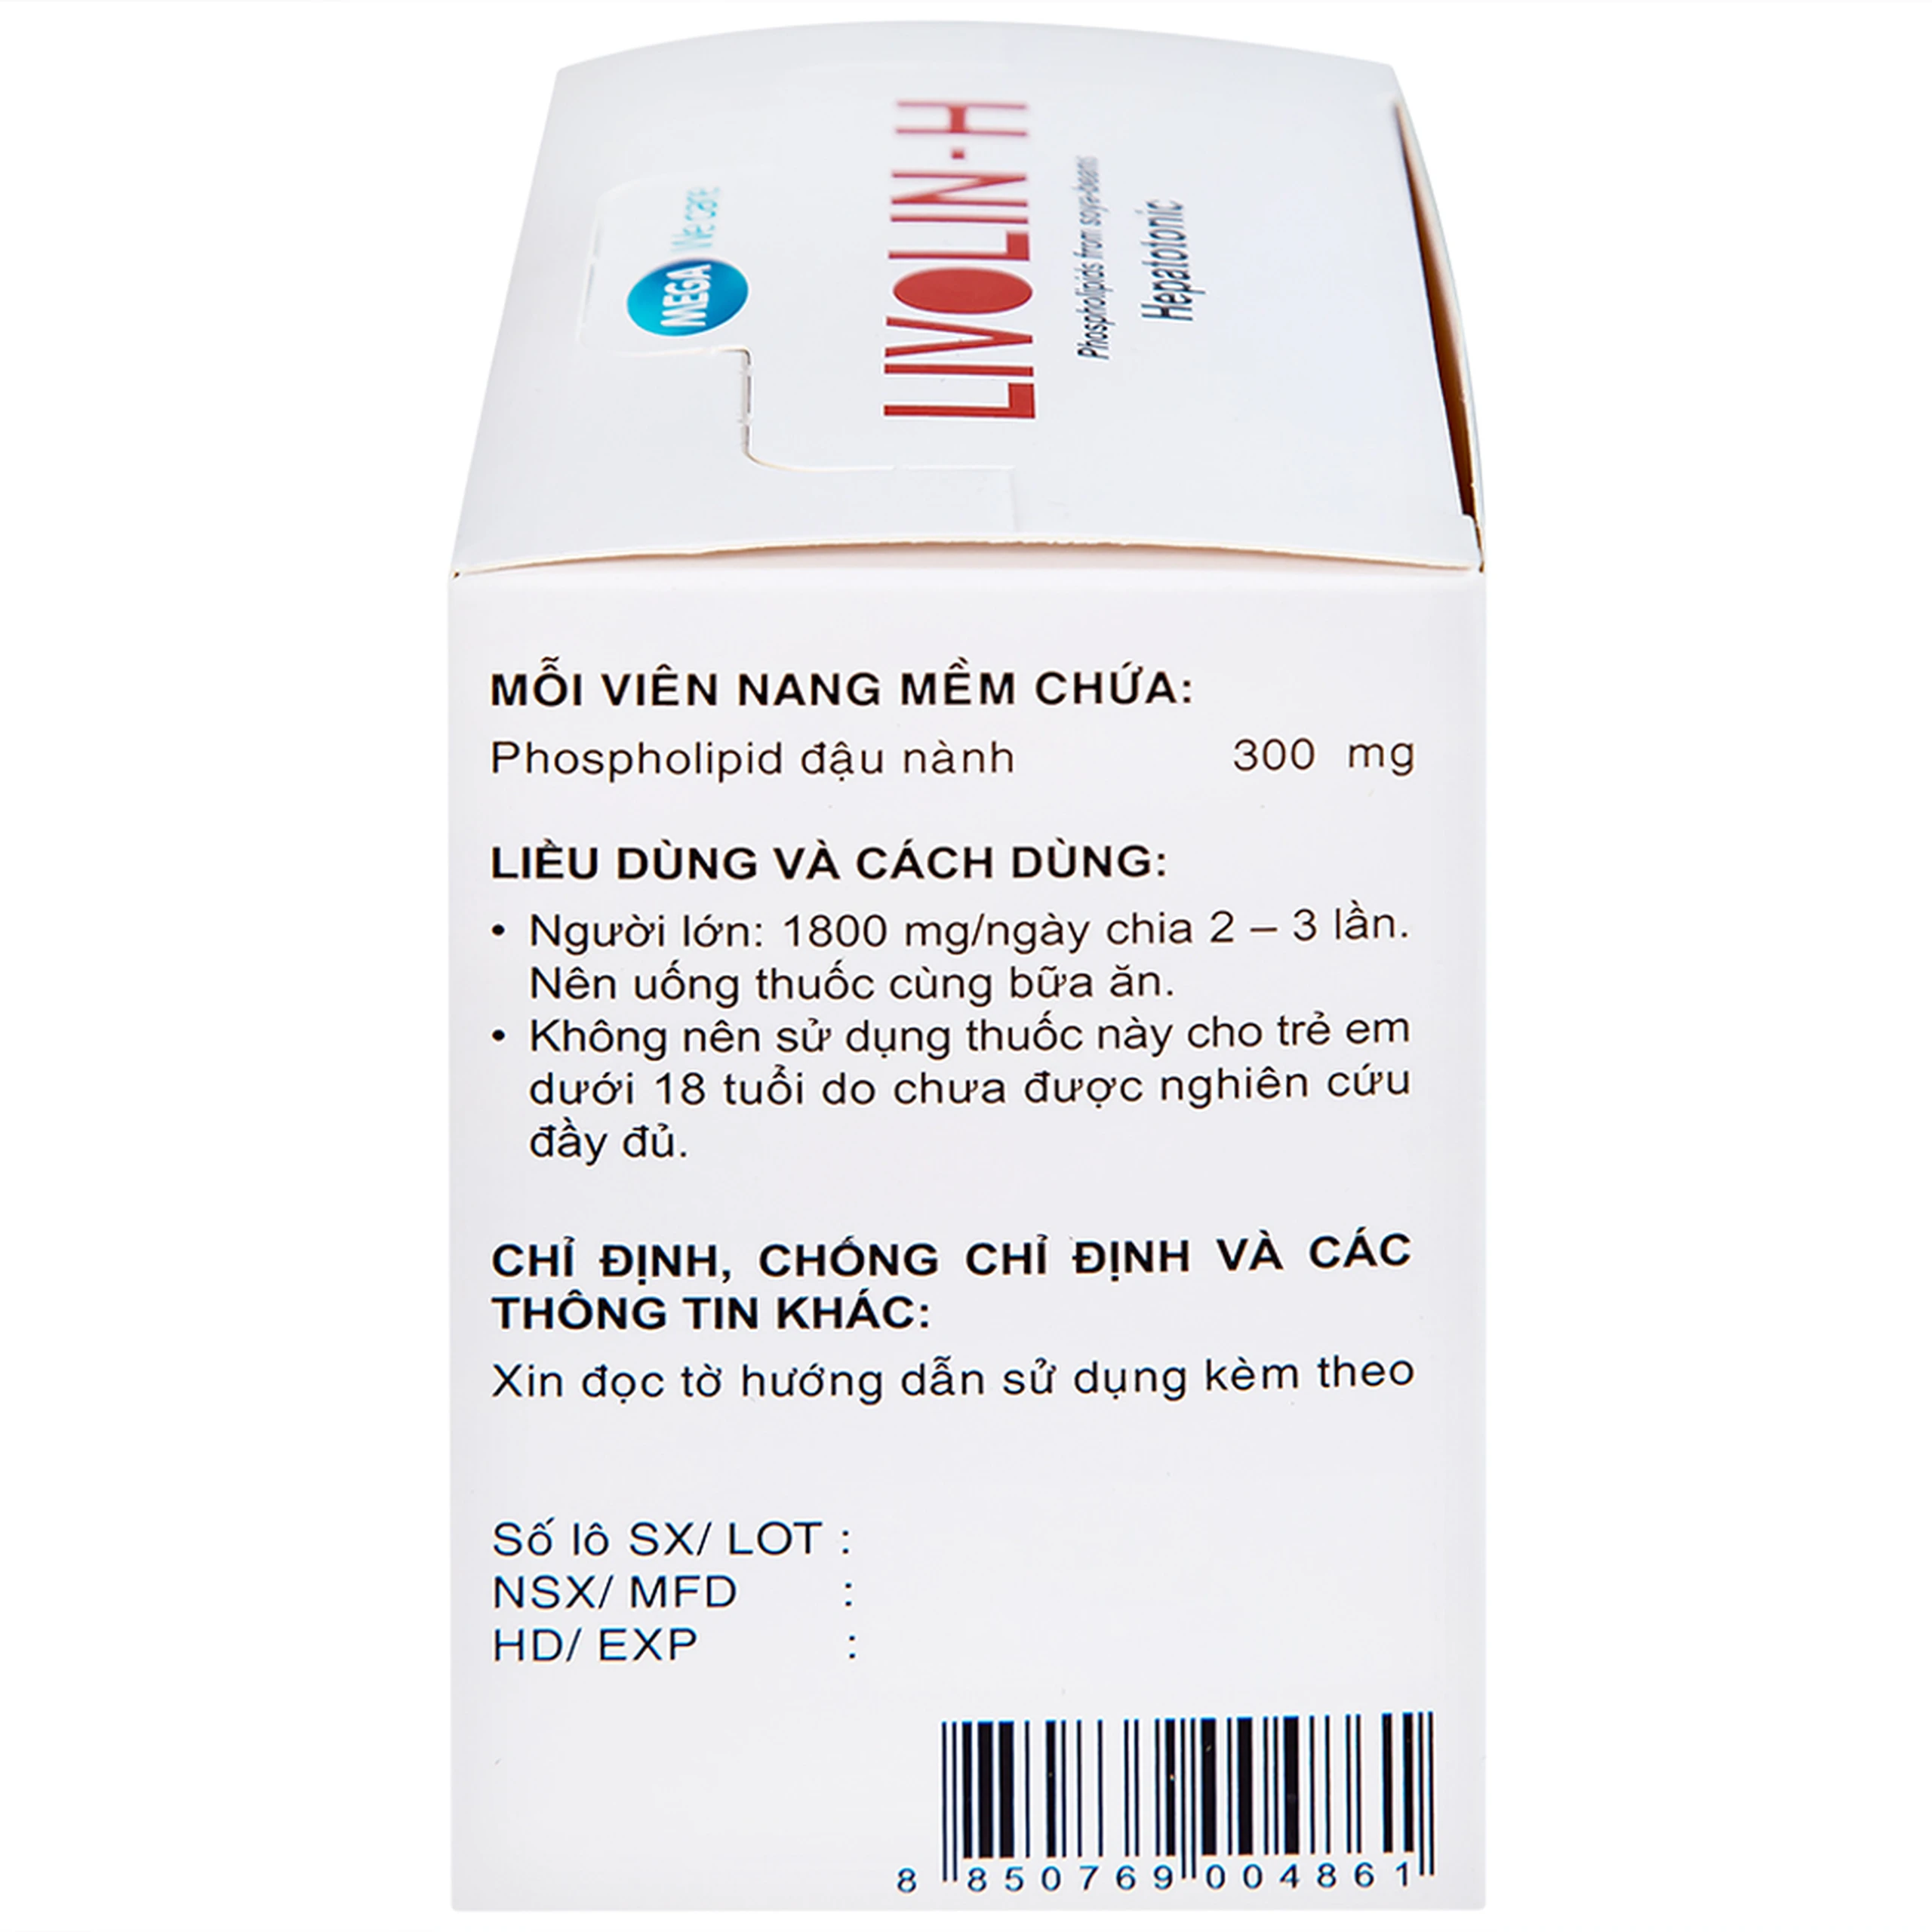 MEGA We care
LIVOLIN-H
Phospholipids from soya-beans
Hepatotonic
MỖI VIÊN NANG MỀM CHỨA:
Phospholipid đậu nành 300 mg
LIỀU DÙNG VÀ CÁCH DÙNG:
• Người lớn: 1800 mg/ngày chia 2 – 3 lần.
Nên uống thuốc cùng bữa ăn.
• Không nên sử dụng thuốc này cho trẻ em
dưới 18 tuổi do chưa được nghiên cứu
đầy đủ.
CHỈ ĐỊNH, CHỐNG CHỈ ĐỊNH VÀ CÁC
THÔNG TIN KHÁC:
Xin đọc tờ hướng dẫn sử dụng kèm theo
Số lô SX/ LOT :
NSX/ MFD :
HD/ EXP :
8 850769 004861